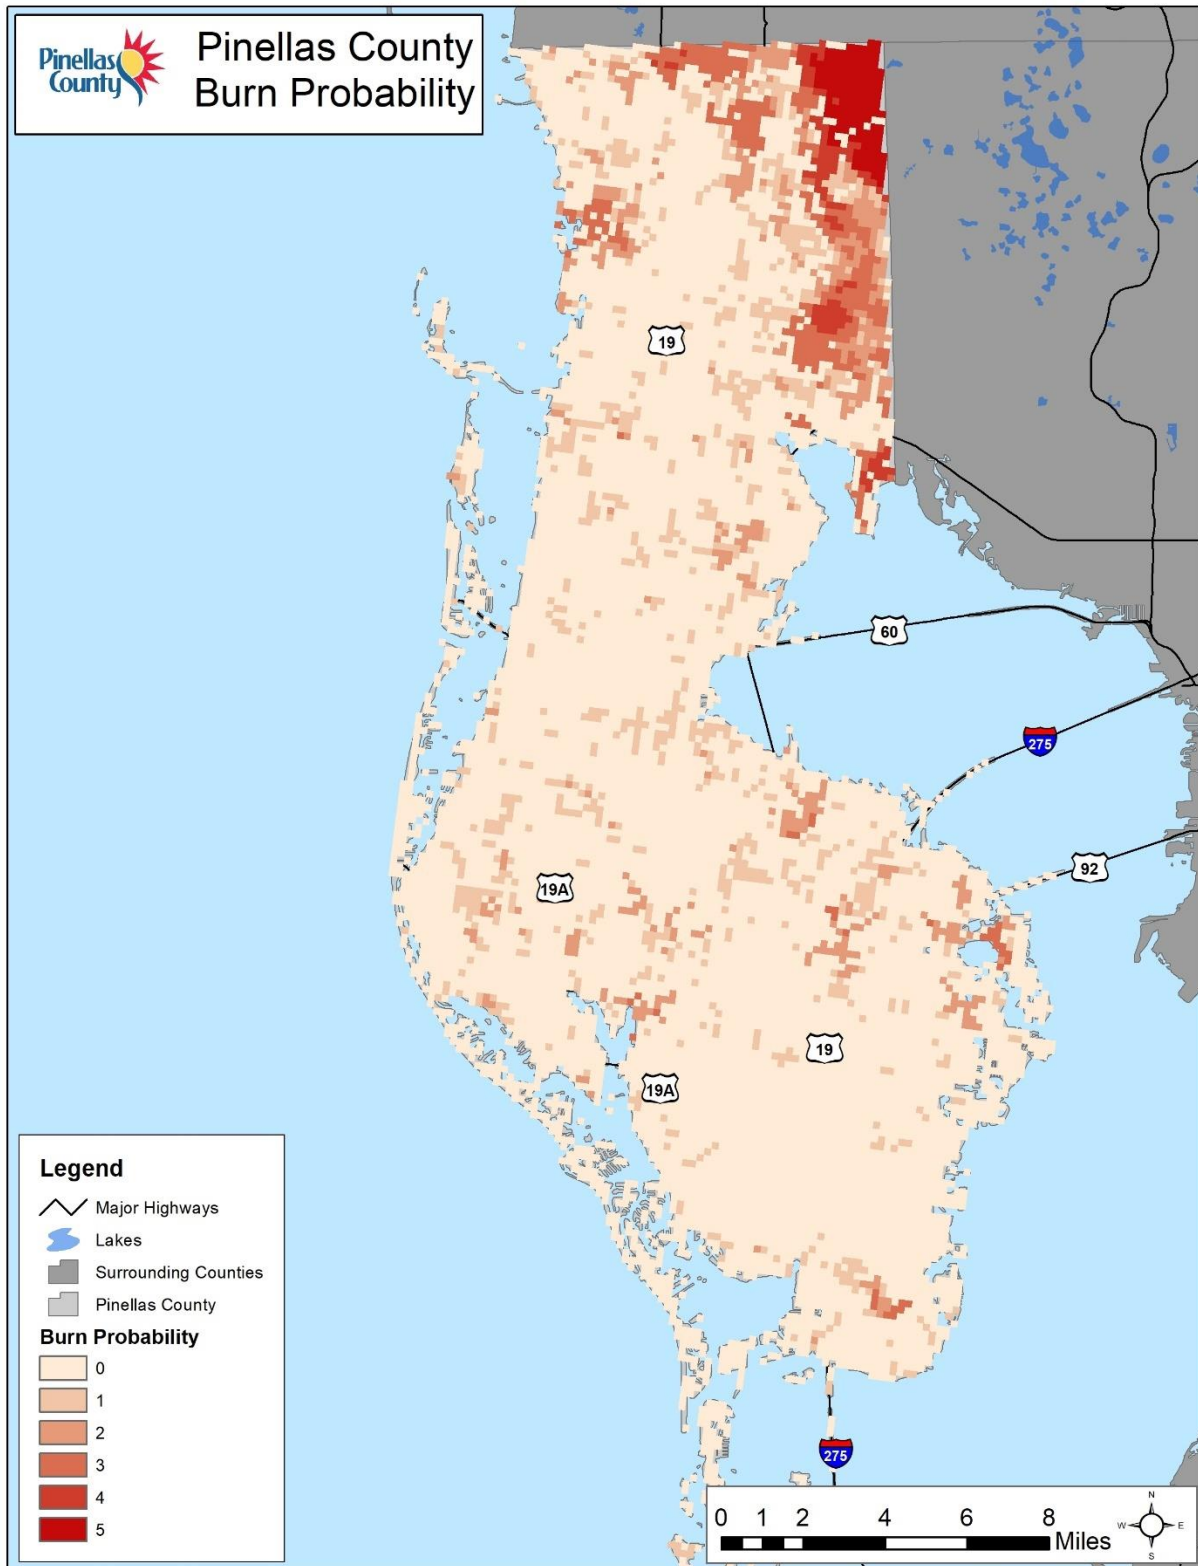 Pinellas
County
Pinellas County
Burn Probability
19
60
275
92
19A
19
19A
275
Legend
Major Highways
Lakes
Surrounding Counties
Pinellas County
Burn Probability
0
1
2
3
4
5
0 1 2 4 6 8
Miles
N
W E
S